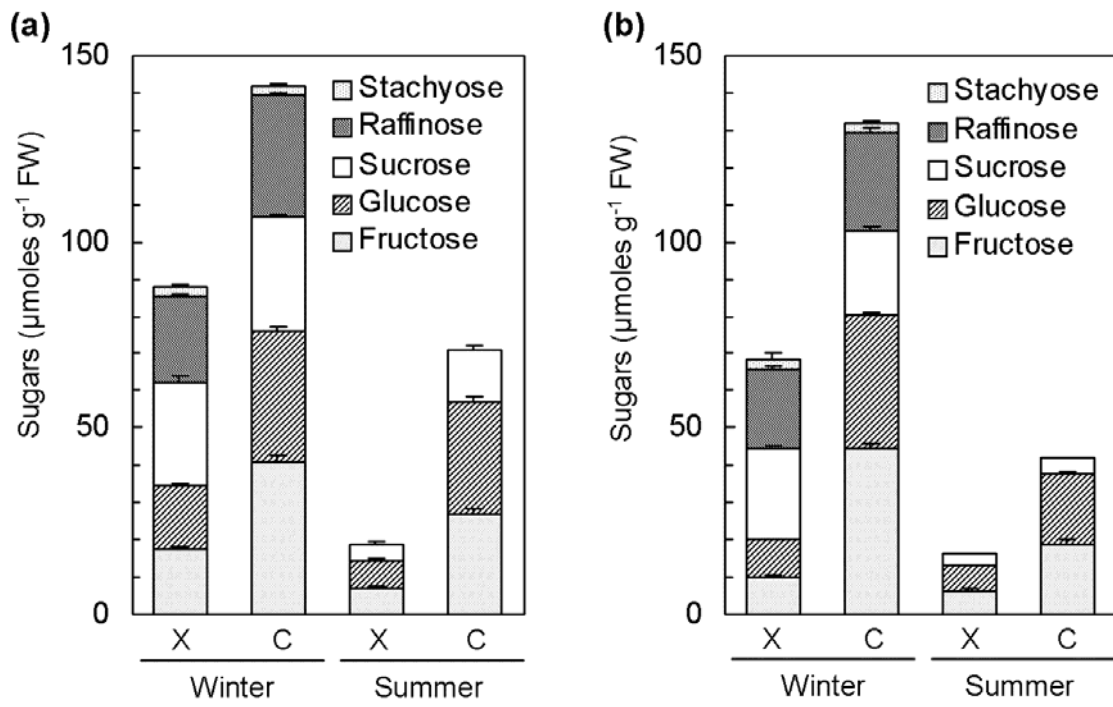 (a)
150
100
50
0
Sugars (μmoles g⁻¹ FW)
Stachyose
Raffinose
Sucrose
Glucose
Fructose
X C X C
Winter Summer
(b)
150
100
50
0
Sugars (μmoles g⁻¹ FW)
Stachyose
Raffinose
Sucrose
Glucose
Fructose
X C X C
Winter Summer